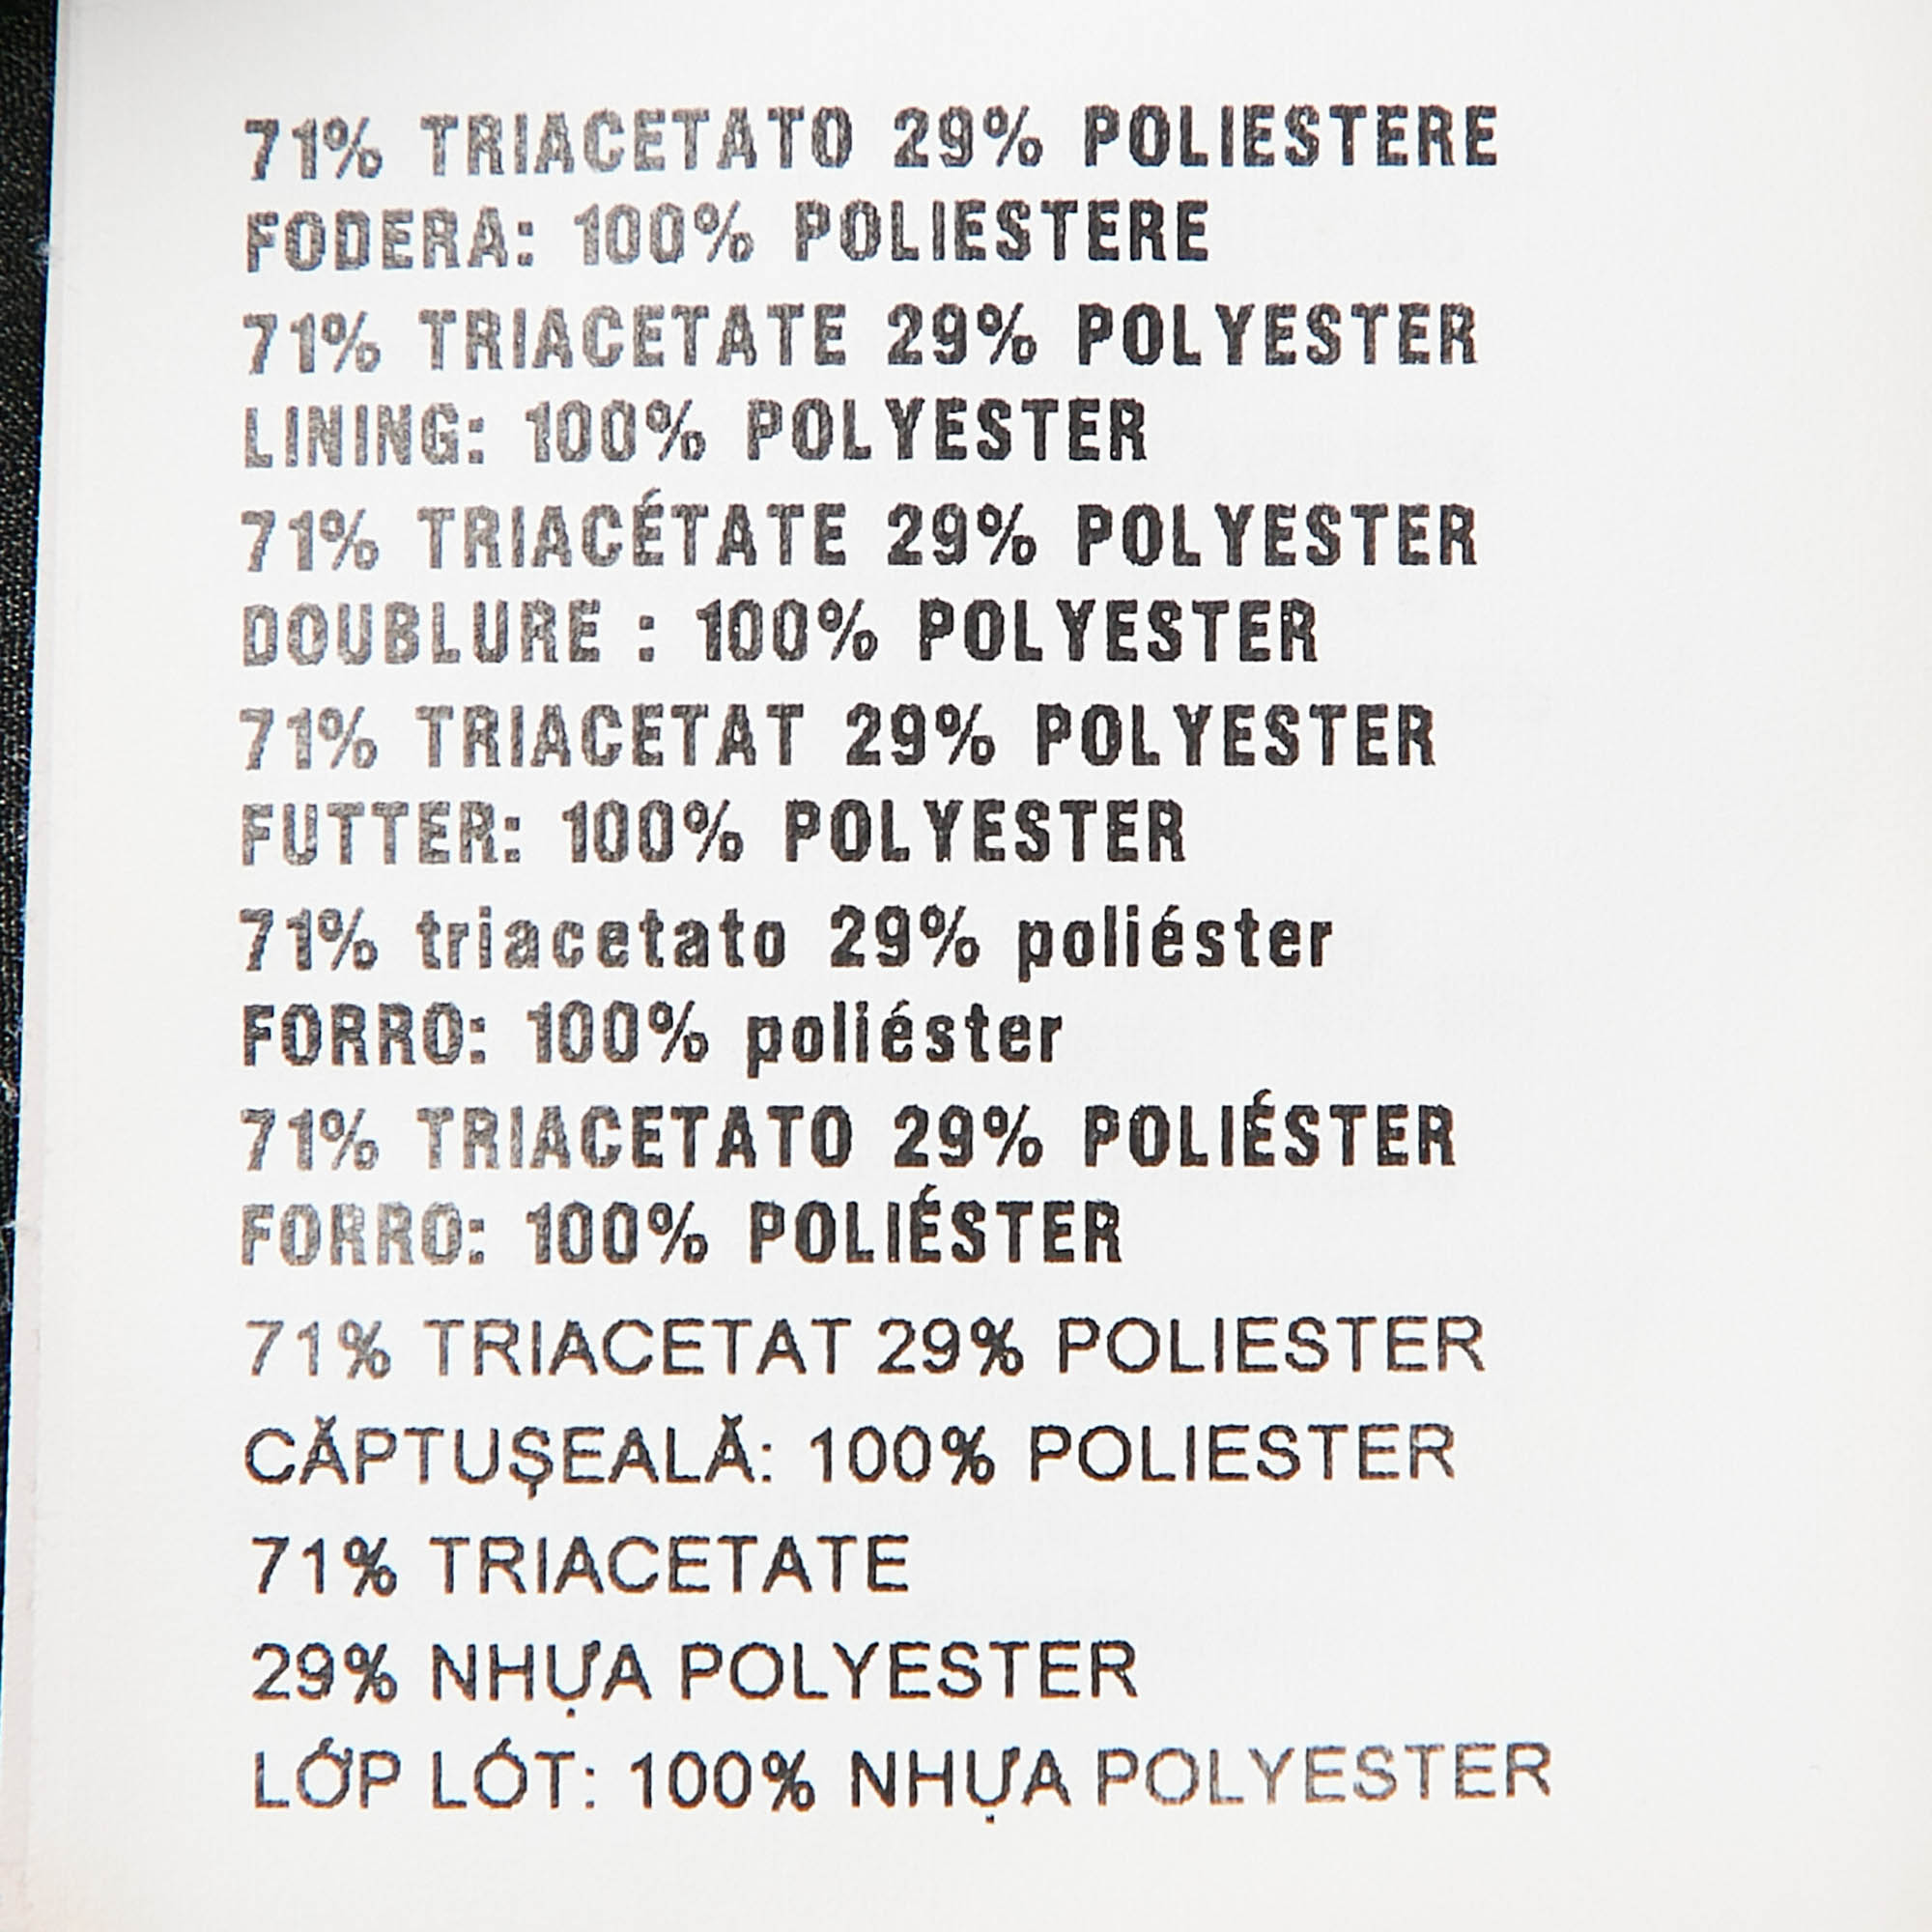 71% TRIACETATO 29% POLIESTERE
FODERA: 100% POLIESTERE
71% TRIACETATE 29% POLYESTER
LINING: 100% POLYESTER
71% TRIACÉTATE 29% POLYESTER
DOUBLURE : 100% POLYESTER
71% TRIACETAT 29% POLYESTER
FUTTER: 100% POLYESTER
71% triacetato 29% poliéster
FORRO: 100% poliéster
71% TRIACETATO 29% POLIÉSTER
FORRO: 100% POLIÉSTER
71% TRIACETAT 29% POLIESTER
CĂPTUȘEALĂ: 100% POLIESTER
71% TRIACETATE
29% NHỰA POLYESTER
LỚP LÓT: 100% NHỰA POLYESTER